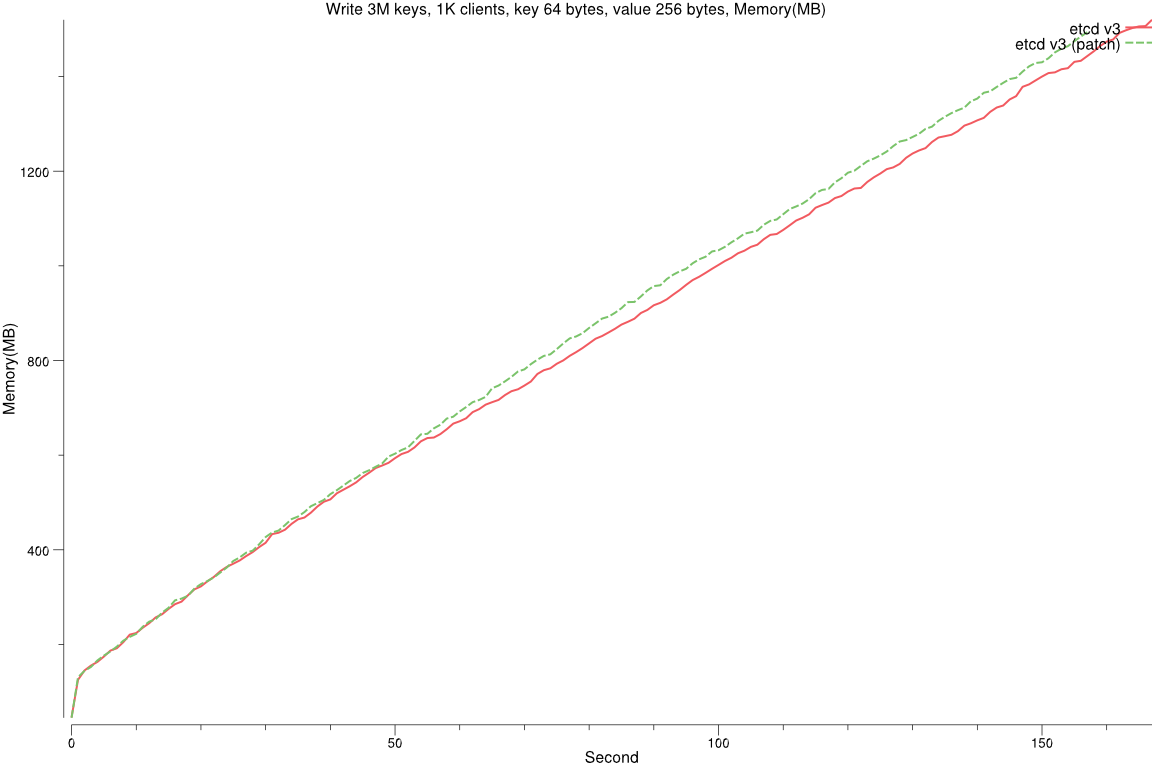 Write 3M keys, 1K clients, key 64 bytes, value 256 bytes, Memory(MB)
etcd v3
etcd v3 (patch)
1200
800
400
Memory(MB)
0 50 100 150
Second